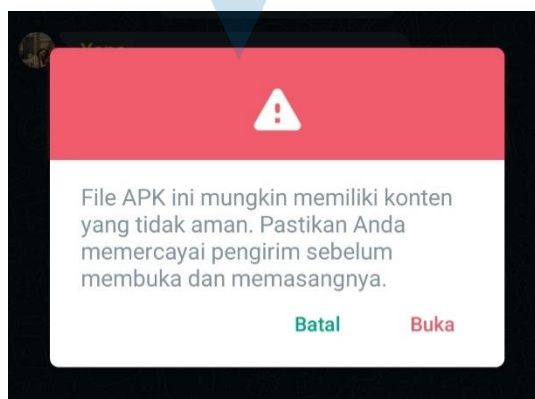 File APK ini mungkin memiliki konten
yang tidak aman. Pastikan Anda
memercayai pengirim sebelum
membuka dan memasangnya.
Batal
Buka